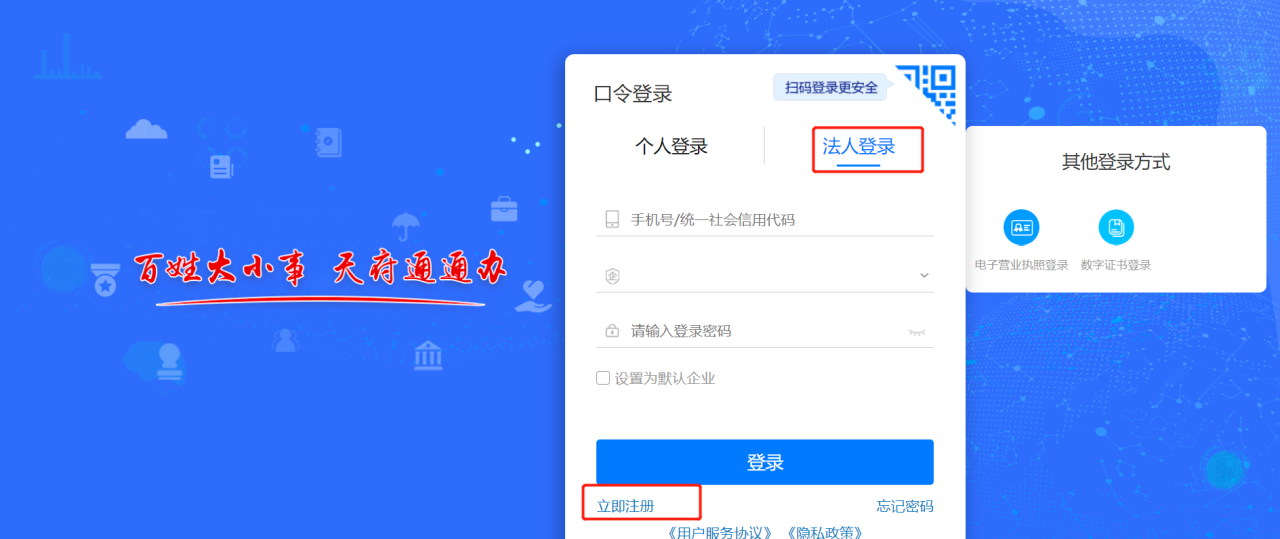 百姓大小事 天府通通办
口令登录
扫码登录更安全
个人登录
法人登录
手机号/统一社会信用代码
企
请输入登录密码
设置为默认企业
登录
立即注册
忘记密码
《用户服务协议》 《隐私政策》
其他登录方式
电子营业执照登录
数字证书登录